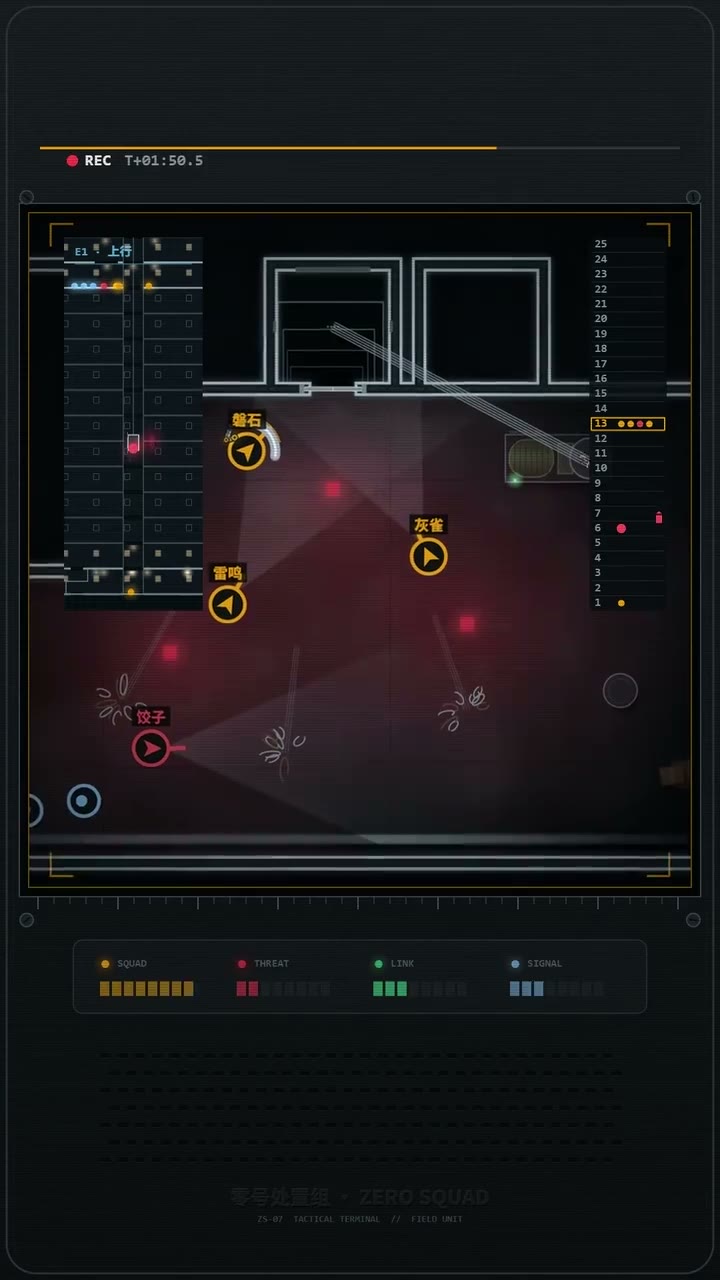 REC T+01:50.5
E1 · 上行
25
24
23
22
21
20
19
18
17
16
15
14
13
12
11
10
9
8
7
6
5
4
3
2
1
磐石
灰雀
雷鸣
饺子
SQUAD THREAT LINK SIGNAL
零号处置组 · ZERO SQUAD
ZS-07 TACTICAL TERMINAL // FIELD UNIT